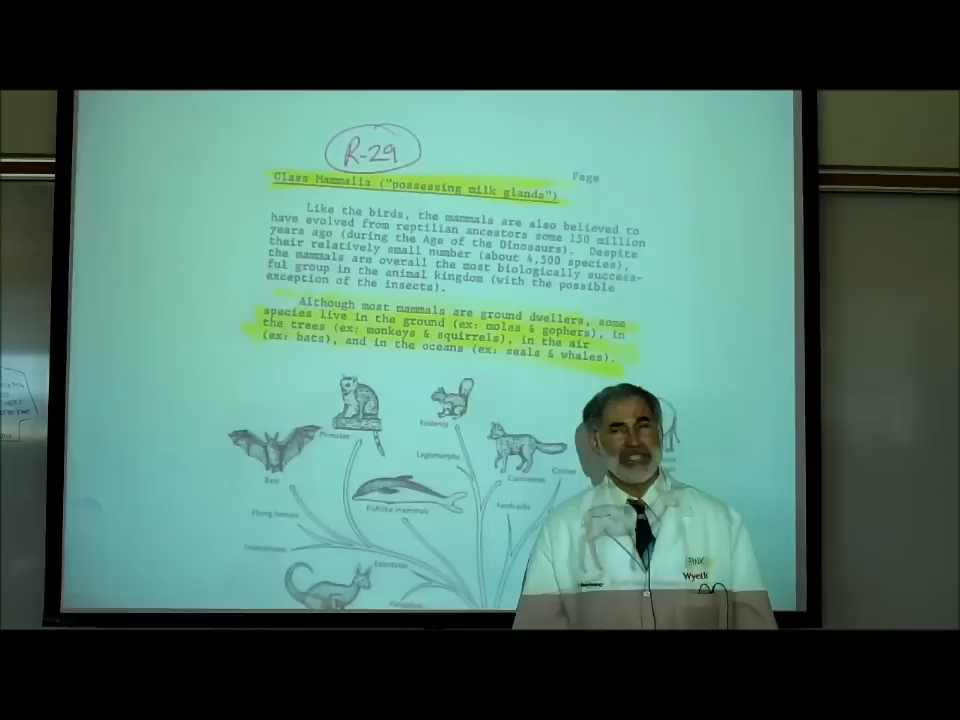 R-29
Page
Class Mammalia ("possessing milk glands")
Like the birds, the mammals are also believed to
have evolved from reptilian ancestors some 150 million
years ago (during the Age of the Dinosaurs). Despite
their relatively small number (about 4,500 species),
the mammals are overall the most biologically success-
ful group in the animal kingdom (with the possible
exception of the insects).
Although most mammals are ground dwellers, some
species live in the ground (ex: moles & gophers), in
the trees (ex: monkeys & squirrels), in the air
(ex: bats), and in the oceans (ex: seals & whales).
Primates
Rodents
Bats
Lagomorphs
Carnivores
Fishlike mammals
Flying lemurs
Edentates
PINK
Wyeth